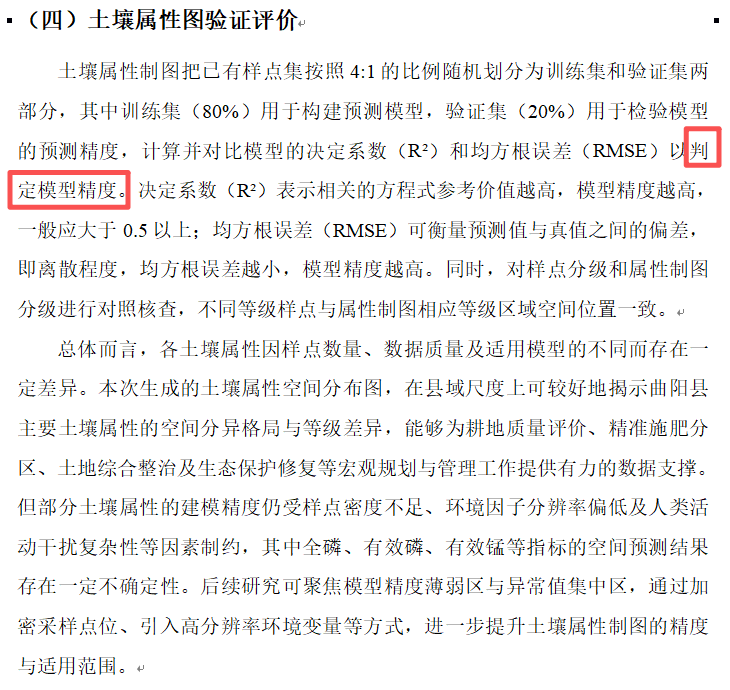 （四）土壤属性图验证评价
土壤属性制图把已有样点集按照 4:1 的比例随机划分为训练集和验证集两
部分，其中训练集（80%）用于构建预测模型，验证集（20%）用于检验模型
的预测精度，计算并对比模型的决定系数（R²）和均方根误差（RMSE）以判
定模型精度。决定系数（R²）表示相关的方程式参考价值越高，模型精度越高，
一般应大于 0.5 以上；均方根误差（RMSE）可衡量预测值与真值之间的偏差，
即离散程度，均方根误差越小，模型精度越高。同时，对样点分级和属性制图
分级进行对照核查，不同等级样点与属性制图相应等级区域空间位置一致。
总体而言，各土壤属性因样点数量、数据质量及适用模型的不同而存在一
定差异。本次生成的土壤属性空间分布图，在县域尺度上可较好地揭示曲阳县
主要土壤属性的空间分异格局与等级差异，能够为耕地质量评价、精准施肥分
区、土地综合整治及生态保护修复等宏观规划与管理工作提供有力的数据支撑。
但部分土壤属性的建模精度仍受样点密度不足、环境因子分辨率偏低及人类活
动干扰复杂性等因素制约，其中全磷、有效磷、有效锰等指标的空间预测结果
存在一定不确定性。后续研究可聚焦模型精度薄弱区与异常值集中区，通过加
密采样点位、引入高分辨率环境变量等方式，进一步提升土壤属性制图的精度
与适用范围。